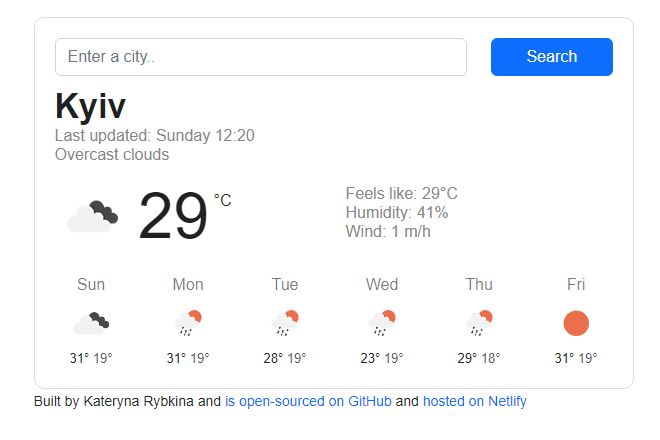 Enter a city..
Search
Kyiv
Last updated: Sunday 12:20
Overcast clouds
29 °C
Feels like: 29°C
Humidity: 41%
Wind: 1 m/h
Sun Mon Tue Wed Thu Fri
31° 19° 31° 19° 28° 19° 23° 19° 29° 18° 31° 19°
Built by Kateryna Rybkina and is open-sourced on GitHub and hosted on Netlify